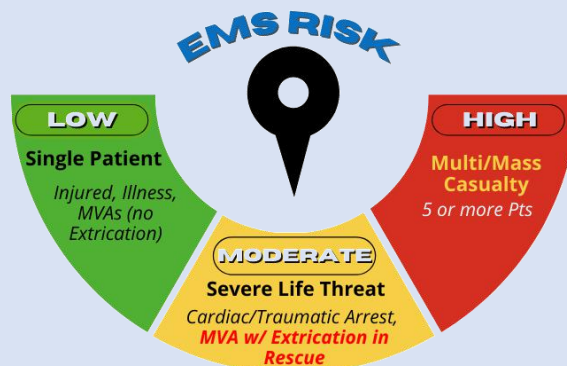 EMS RISK
LOW
Single Patient
Injured, Illness,
MVAs (no
Extrication)
MODERATE
Severe Life Threat
Cardiac/Traumatic Arrest,
MVA w/ Extrication in
Rescue
HIGH
Multi/Mass
Casualty
5 or more Pts